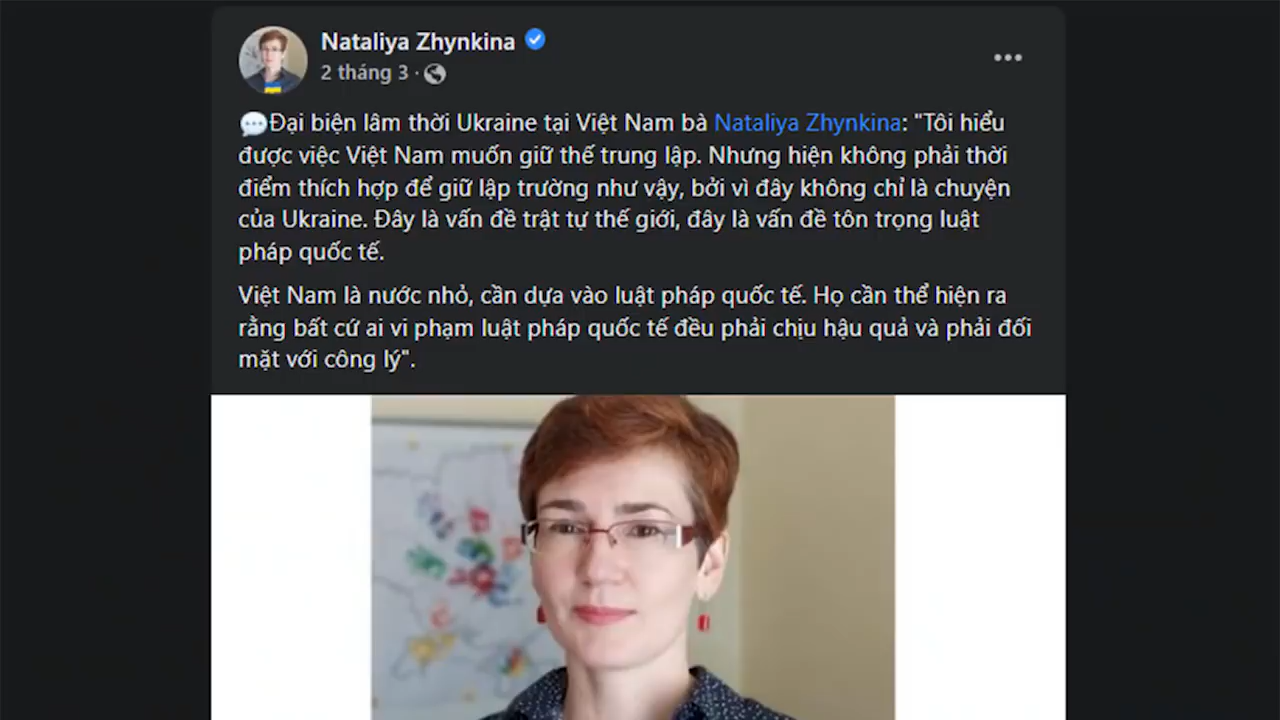 Nataliya Zhynkina
2 tháng 3 ·
💬Đại biện lâm thời Ukraine tại Việt Nam bà Nataliya Zhynkina: "Tôi hiểu
được việc Việt Nam muốn giữ thế trung lập. Nhưng hiện không phải thời
điểm thích hợp để giữ lập trường như vậy, bởi vì đây không chỉ là chuyện
của Ukraine. Đây là vấn đề trật tự thế giới, đây là vấn đề tôn trọng luật
pháp quốc tế.
Việt Nam là nước nhỏ, cần dựa vào luật pháp quốc tế. Họ cần thể hiện ra
rằng bất cứ ai vi phạm luật pháp quốc tế đều phải chịu hậu quả và phải đối
mặt với công lý".